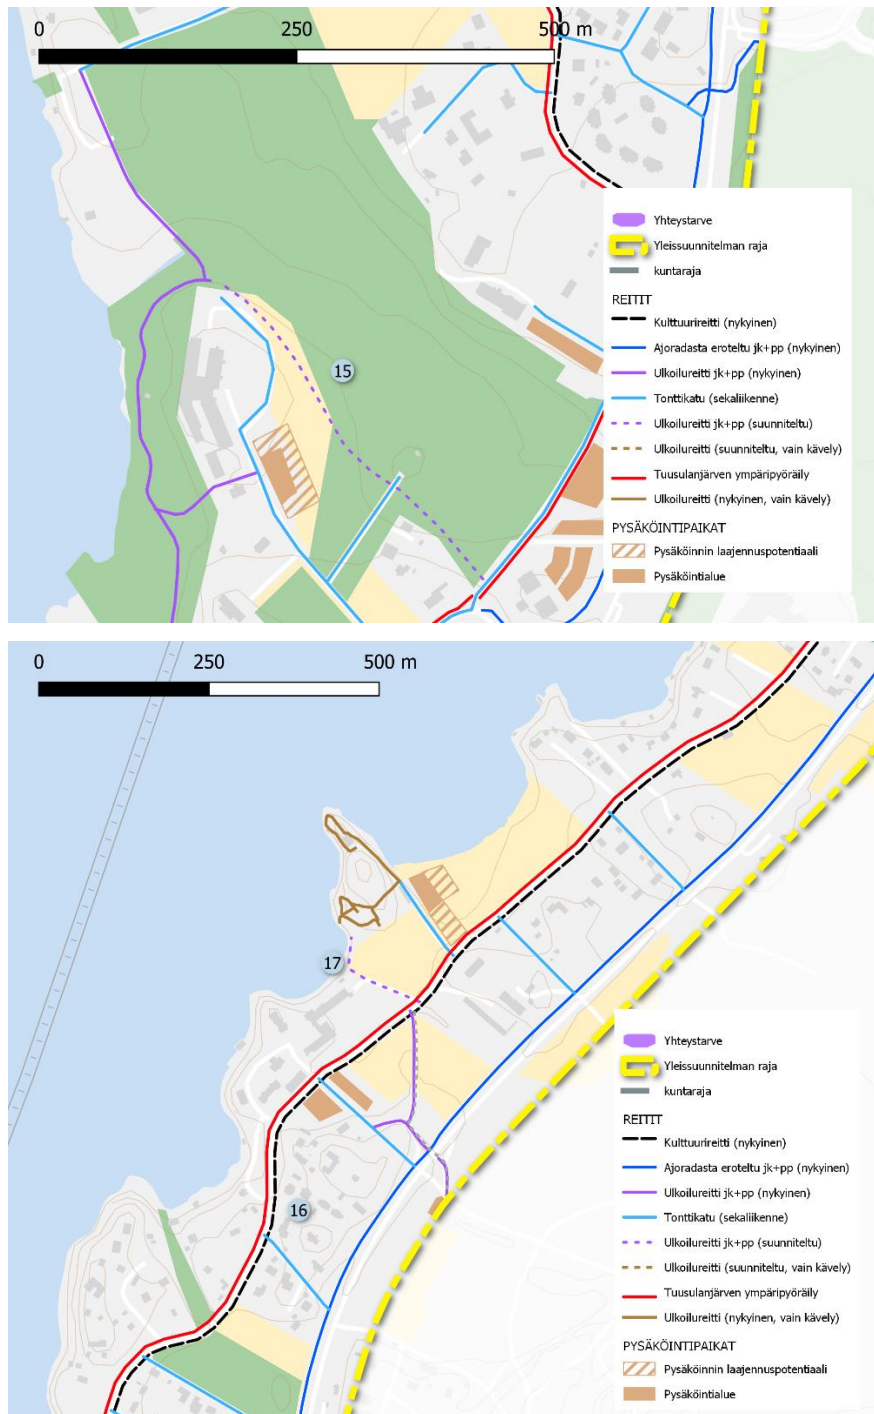 0 250 500 m
15
Yhteystarve
Yleissuunnitelman raja
kuntaraja
REITIT
Kulttuurireitti (nykyinen)
Ajoradasta eroteltu jk+pp (nykyinen)
Ulkoilureitti jk+pp (nykyinen)
Tonttikatu (sekaliikenne)
Ulkoilureitti jk+pp (suunniteltu)
Ulkoilureitti (suunniteltu, vain kävely)
Tuusulanjärven ympäripyöräily
Ulkoilureitti (nykyinen, vain kävely)
PYSÄKÖINTIPAIKAT
Pysäköinnin laajennuspotentiaali
Pysäköintialue
0 250 500 m
17
16
Yhteystarve
Yleissuunnitelman raja
kuntaraja
REITIT
Kulttuurireitti (nykyinen)
Ajoradasta eroteltu jk+pp (nykyinen)
Ulkoilureitti jk+pp (nykyinen)
Tonttikatu (sekaliikenne)
Ulkoilureitti jk+pp (suunniteltu)
Ulkoilureitti (suunniteltu, vain kävely)
Tuusulanjärven ympäripyöräily
Ulkoilureitti (nykyinen, vain kävely)
PYSÄKÖINTIPAIKAT
Pysäköinnin laajennuspotentiaali
Pysäköintialue